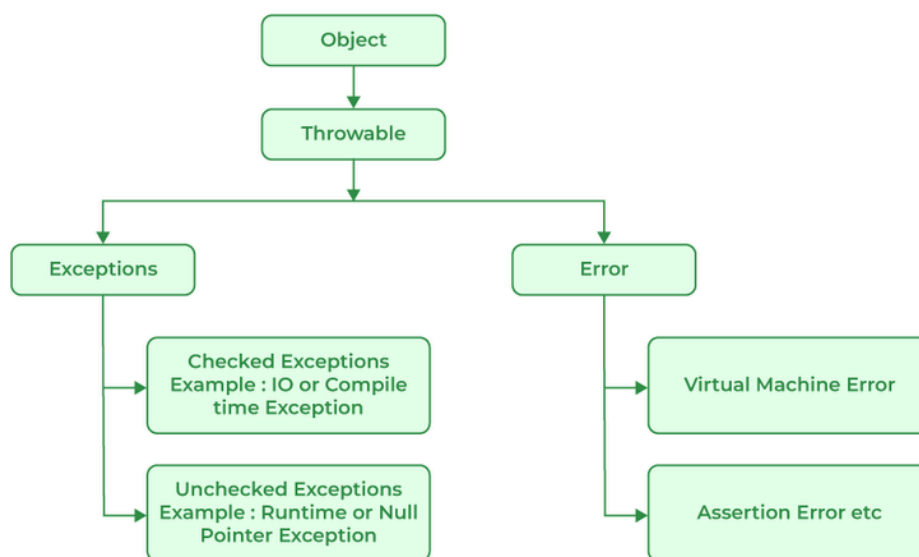 Object
Throwable
Exceptions
Error
Checked Exceptions
Example : IO or Compile
time Exception
Virtual Machine Error
Unchecked Exceptions
Example : Runtime or Null
Pointer Exception
Assertion Error etc